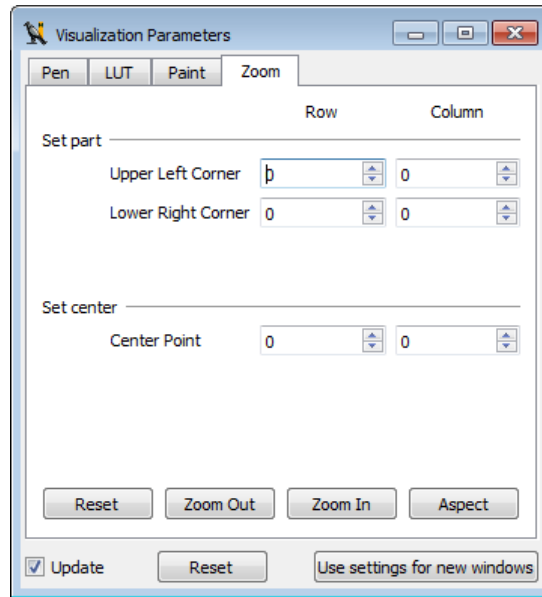 Visualization Parameters
Pen LUT Paint Zoom
Row Column
Set part
Upper Left Corner 0 0
Lower Right Corner 0 0
Set center
Center Point 0 0
Reset Zoom Out Zoom In Aspect
Update Reset Use settings for new windows